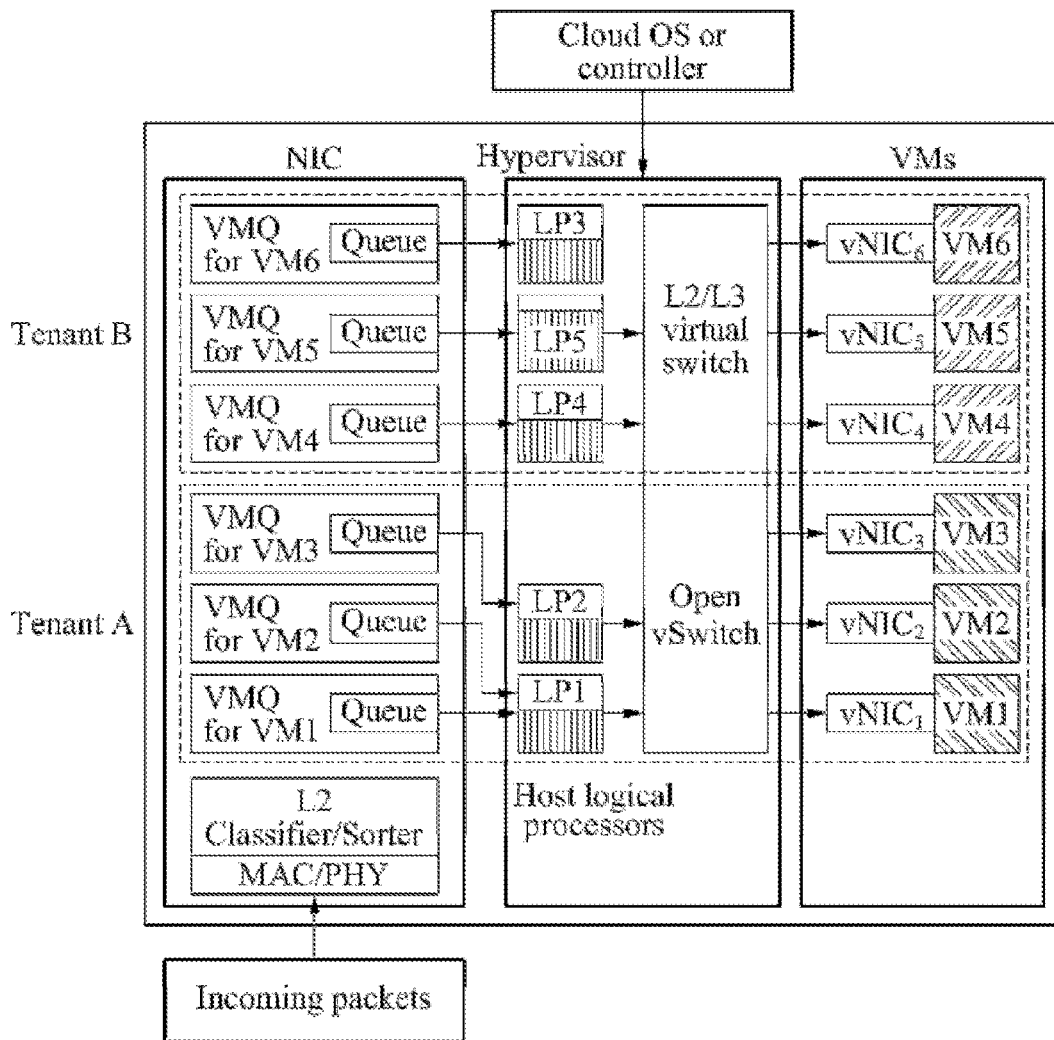 Cloud OS or
controller
NIC
Hypervisor
VMs
Tenant B
VMQ
for VM6
Queue
LP3
vNIC6
VM6
VMQ
for VM5
Queue
LP5
L2/L3
virtual
switch
vNIC5
VM5
VMQ
for VM4
Queue
LP4
vNIC4
VM4
Tenant A
VMQ
for VM3
Queue
vNIC3
VM3
VMQ
for VM2
Queue
LP2
Open
vSwitch
vNIC2
VM2
VMQ
for VM1
Queue
LP1
vNIC1
VM1
L2
Classifier/Sorter
MAC/PHY
Host logical
processors
Incoming packets